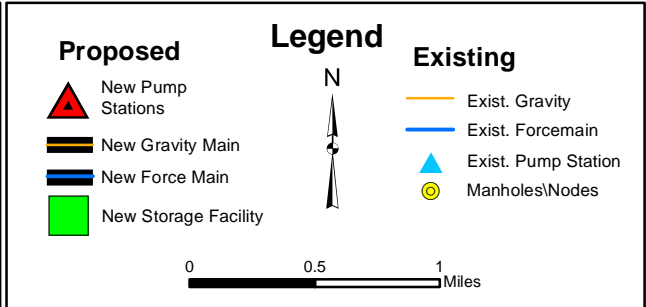 Legend
Proposed
New Pump
Stations
New Gravity Main
New Force Main
New Storage Facility
N
Existing
Exist. Gravity
Exist. Forcemain
Exist. Pump Station
Manholes\Nodes
0 0.5 1
Miles